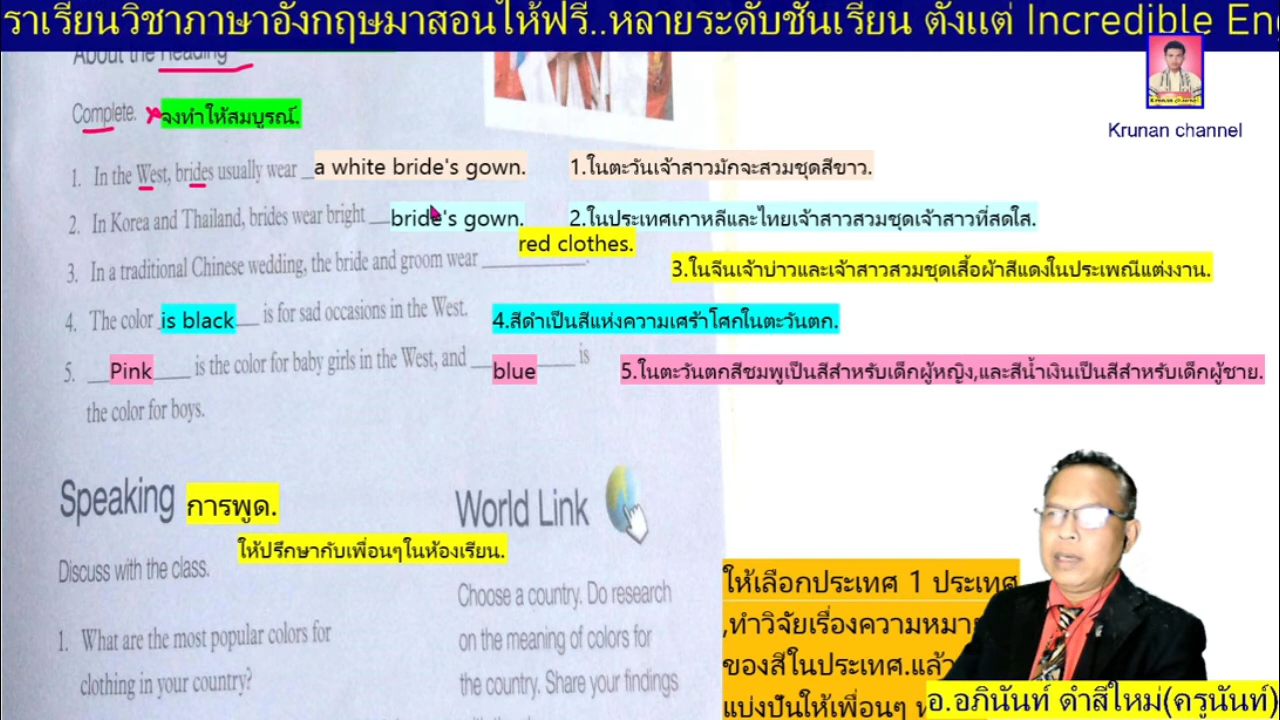 ราเรียนวิชาภาษาอังกฤษมาสอนให้ฟรี..หลายระดับชั้นเรียน ตั้งแต่ Incredible En
About the Reading
Krunan channel
Complete. จงทำให้สมบูรณ์.
1. In the West, brides usually wear a white bride's gown. 1.ในตะวันเจ้าสาวมักจะสวมชุดสีขาว.
2. In Korea and Thailand, brides wear bright bride's gown. 2.ในประเทศเกาหลีและไทยเจ้าสาวสวมชุดเจ้าสาวที่สดใส.
red clothes.
3. In a traditional Chinese wedding, the bride and groom wear ____________. 3.ในจีนเจ้าบ่าวและเจ้าสาวสวมชุดเสื้อผ้าสีแดงในประเพณีแต่งงาน.
4. The color is black is for sad occasions in the West. 4.สีดำเป็นสีแห่งความเศร้าโศกในตะวันตก.
5. Pink is the color for baby girls in the West, and blue is 5.ในตะวันตกสีชมพูเป็นสีสำหรับเด็กผู้หญิง,และสีน้ำเงินเป็นสีสำหรับเด็กผู้ชาย.
the color for boys.
Speaking การพูด.
ให้ปรึกษากับเพื่อนๆในห้องเรียน.
Discuss with the class.
1. What are the most popular colors for
clothing in your country?
World Link
Choose a country. Do research
on the meaning of colors for
the country. Share your findings
ให้เลือกประเทศ 1 ประเทศ
,ทำวิจัยเรื่องความหมาย
ของสีในประเทศ.แล้ว
แบ่งปันให้เพื่อนๆ
อ.อภินันท์ ดำสีใหม่(ครูนันท์)